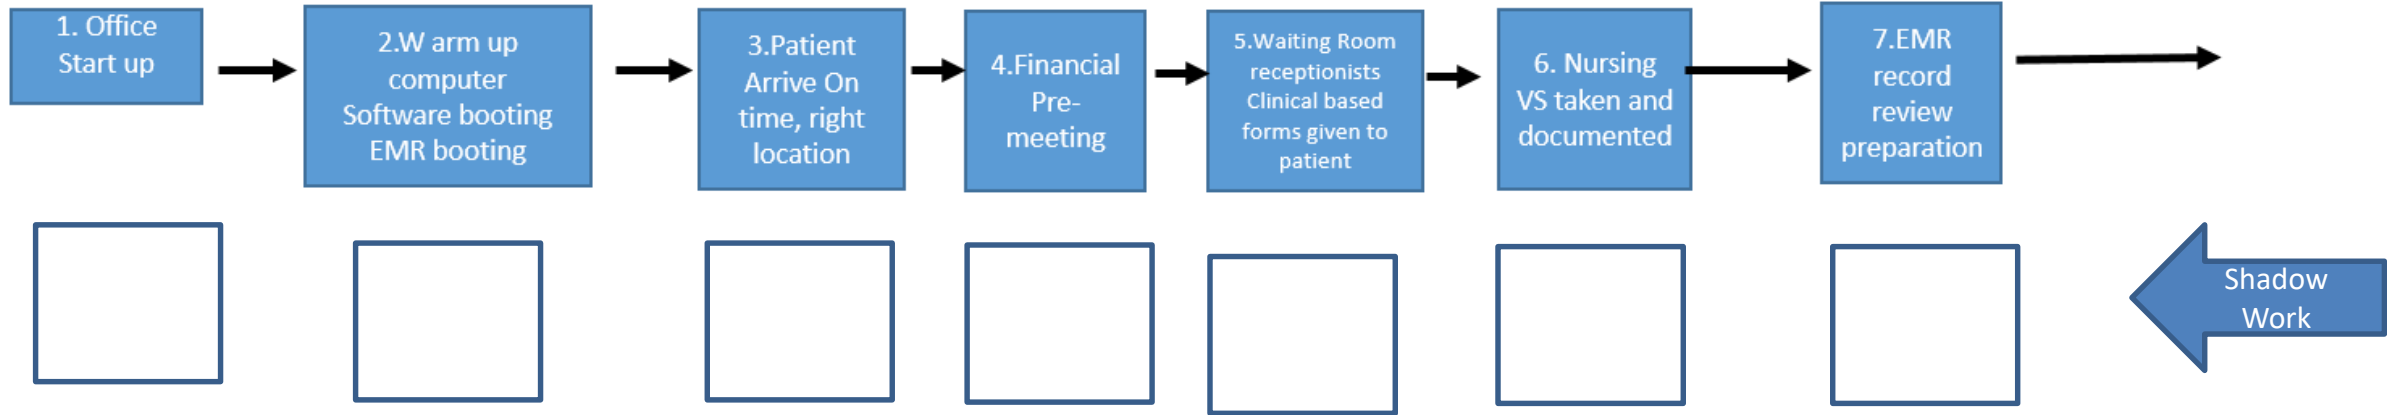 1. Office
Start up
2.W arm up
computer
Software booting
EMR booting
3.Patient
Arrive On
time, right
location
4.Financial
Pre-
meeting
5.Waiting Room
receptionists
Clinical based
forms given to
patient
6. Nursing
VS taken and
documented
7.EMR
record
review
preparation
Shadow
Work